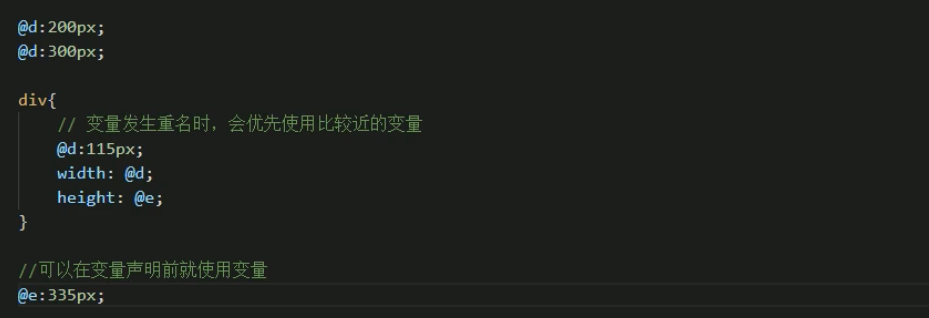 @d:200px;
@d:300px;
div{
// 变量发生重名时，会优先使用比较近的变量
@d:115px;
width: @d;
height: @e;
}
//可以在变量声明前就使用变量
@e:335px;